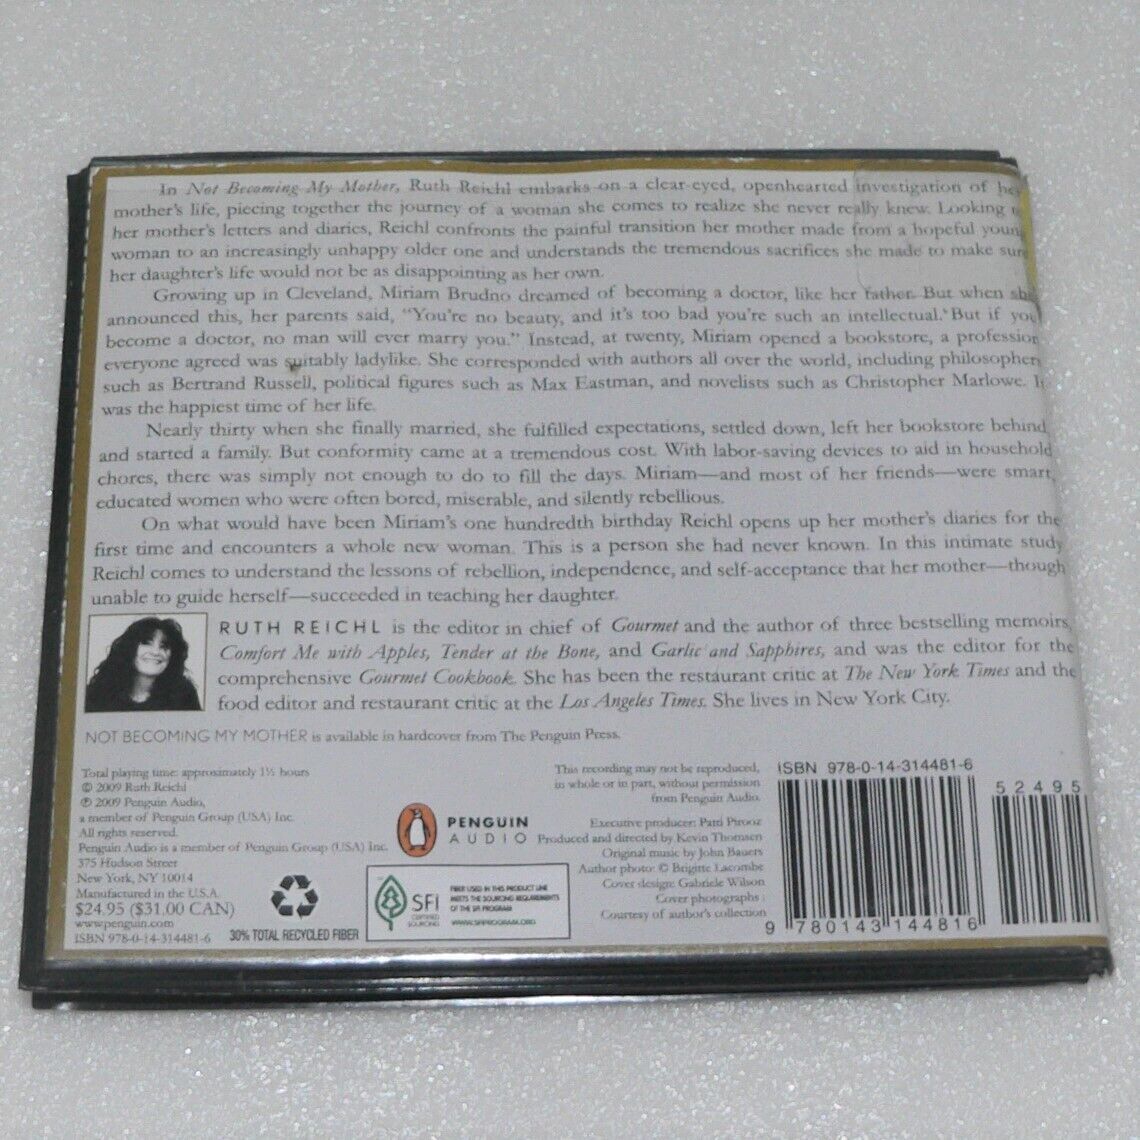 In Not Becoming My Mother, Ruth Reichl embarks on a clear-eyed, openhearted investigation of her
mother's life, piecing together the journey of a woman she comes to realize she never really knew. Looking
her mother's letters and diaries, Reichl confronts the painful transition her mother made from a hopeful young
woman to an increasingly unhappy older one and understands the tremendous sacrifices she made to make sure
her daughter's life would not be as disappointing as her own.
Growing up in Cleveland, Miriam Brudno dreamed of becoming a doctor, like her father. But when she
announced this, her parents said, "You're no beauty, and it's too bad you're such an intellectual. But if you
become a doctor, no man will ever marry you." Instead, at twenty, Miriam opened a bookstore, a profession
everyone agreed was suitably ladylike. She corresponded with authors all over the world, including philosophers
such as Bertrand Russell, political figures such as Max Eastman, and novelists such as Christopher Marlowe. It
was the happiest time of her life.
Nearly thirty when she finally married, she fulfilled expectations, settled down, left her bookstore behind,
and started a family. But conformity came at a tremendous cost. With labor-saving devices to aid in household
chores, there was simply not enough to do to fill the days. Miriam—and most of her friends—were smart,
educated women who were often bored, miserable, and silently rebellious.
On what would have been Miriam's one hundredth birthday Reichl opens up her mother's diaries for the
first time and encounters a whole new woman. This is a person she had never known. In this intimate study
Reichl comes to understand the lessons of rebellion, independence, and self-acceptance that her mother—though
unable to guide herself—succeeded in teaching her daughter.
RUTH REICHL is the editor in chief of Gourmet and the author of three bestselling memoirs,
Comfort Me with Apples, Tender at the Bone, and Garlic and Sapphires, and was the editor for the
comprehensive Gourmet Cookbook. She has been the restaurant critic at The New York Times and the
food editor and restaurant critic at the Los Angeles Times. She lives in New York City.
NOT BECOMING MY MOTHER is available in hardcover from The Penguin Press.
Total playing time: approximately 1½ hours
© 2009 Ruth Reichl
℗ 2009 Penguin Audio,
a member of Penguin Group (USA) Inc.
All rights reserved.
Penguin Audio is a member of Penguin Group (USA) Inc.
375 Hudson Street
New York, NY 10014
Manufactured in the U.S.A.
$24.95 ($31.00 CAN)
www.penguin.com
ISBN 978-0-14-314481-6
30% TOTAL RECYCLED FIBER
PENGUIN
AUDIO
SFI
CERTIFIED
SOURCING
FIBER USED IN THIS PRODUCT LINE
MEETS THE SOURCING REQUIREMENTS
OF THE SFI PROGRAM
WWW.SFIPROGRAM.ORG
This recording may not be reproduced,
in whole or in part, without permission
from Penguin Audio.
Executive producer: Patti Pirooz
Produced and directed by Kevin Thomsen
Original music by John Bauers
Author photo: © Brigitte Lacombe
Cover design: Gabriele Wilson
Cover photographs:
Courtesy of author's collection
ISBN 978-0-14-314481-6
52495
9 780143 144816